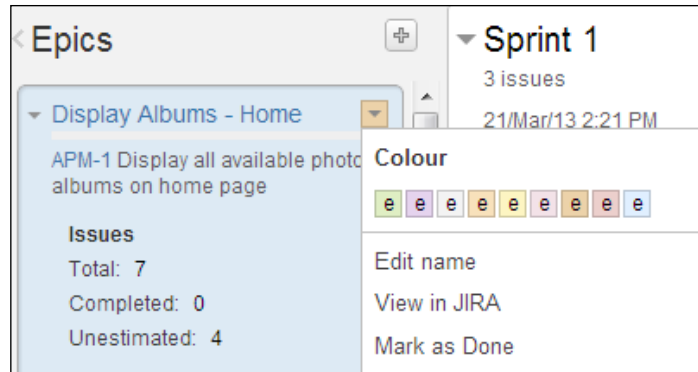 Epics
Display Albums - Home
APM-1 Display all available photo
albums on home page
Issues
Total: 7
Completed: 0
Unestimated: 4
Sprint 1
3 issues
21/Mar/13 2:21 PM
Colour
e e e e e e e e e
Edit name
View in JIRA
Mark as Done